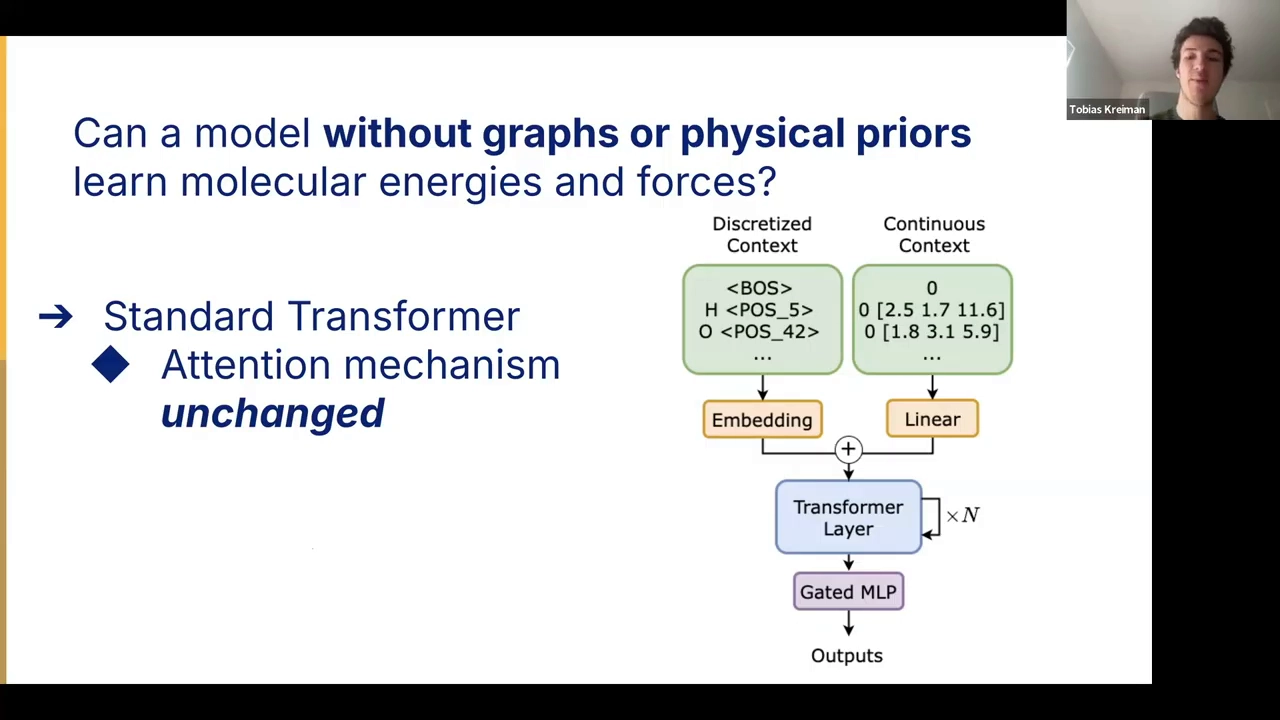 Tobias Kreiman
Can a model without graphs or physical priors
learn molecular energies and forces?
➔ Standard Transformer
◆ Attention mechanism
unchanged
Discretized
Context
<BOS>
H <POS_5>
O <POS_42>
...
Embedding
Continuous
Context
0
0 [2.5 1.7 11.6]
0 [1.8 3.1 5.9]
...
Linear
+
Transformer
Layer
×N
Gated MLP
Outputs